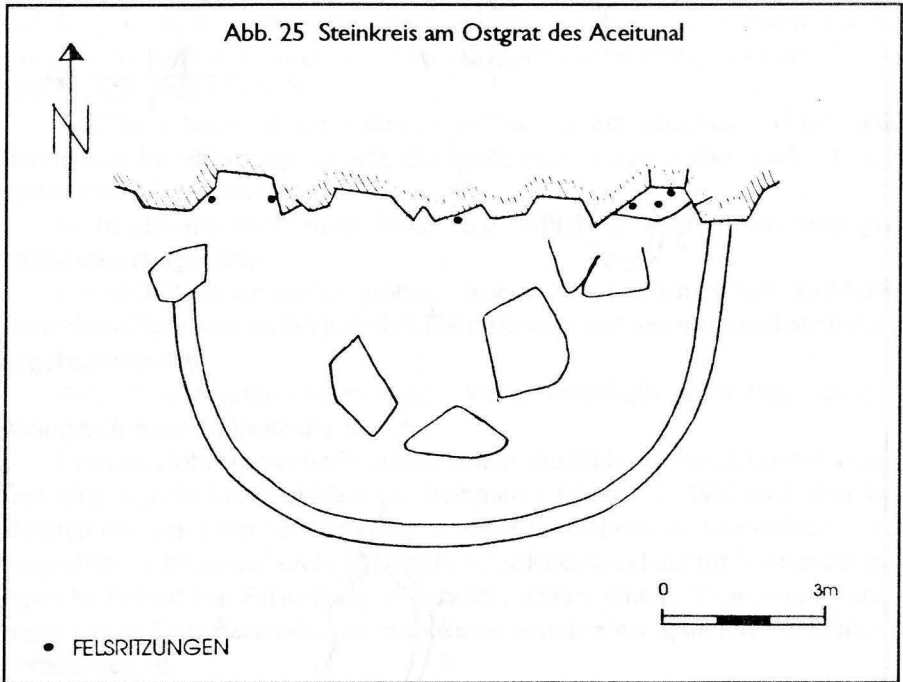 Abb. 25 Steinkreis am Ostgrat des Aceitunal
N
0 3m
• FELSRITZUNGEN